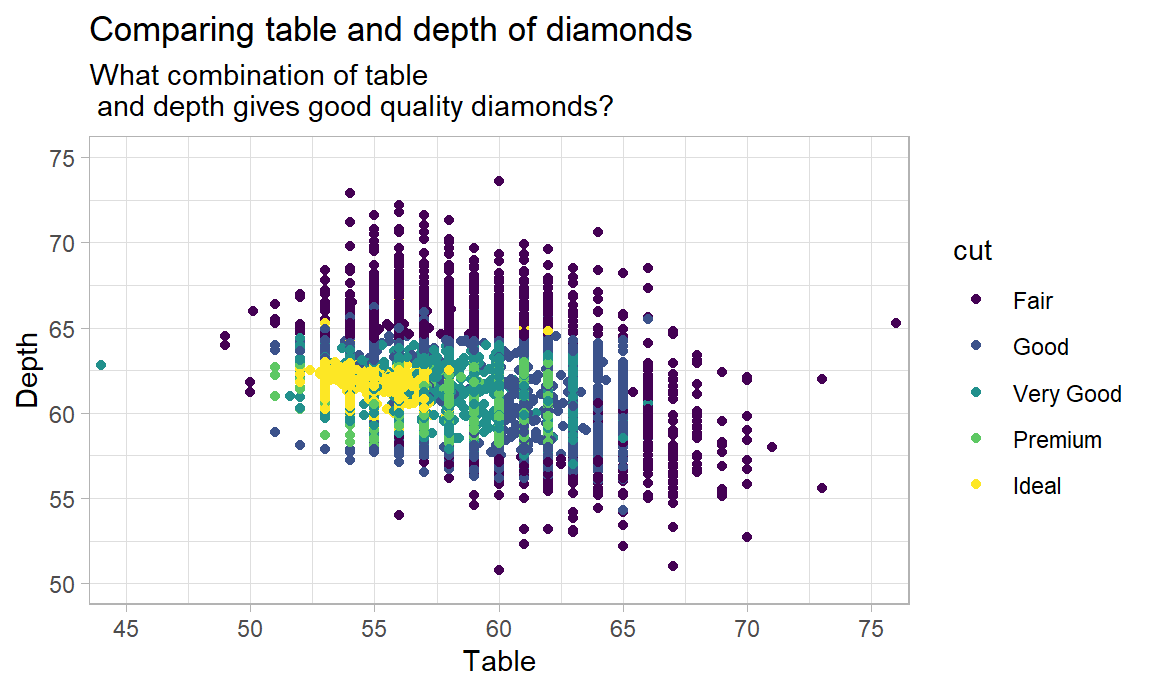 Comparing table and depth of diamonds
What combination of table
and depth gives good quality diamonds?
75
70
65
60
55
50
Depth
45 50 55 60 65 70 75
Table
cut
Fair
Good
Very Good
Premium
Ideal